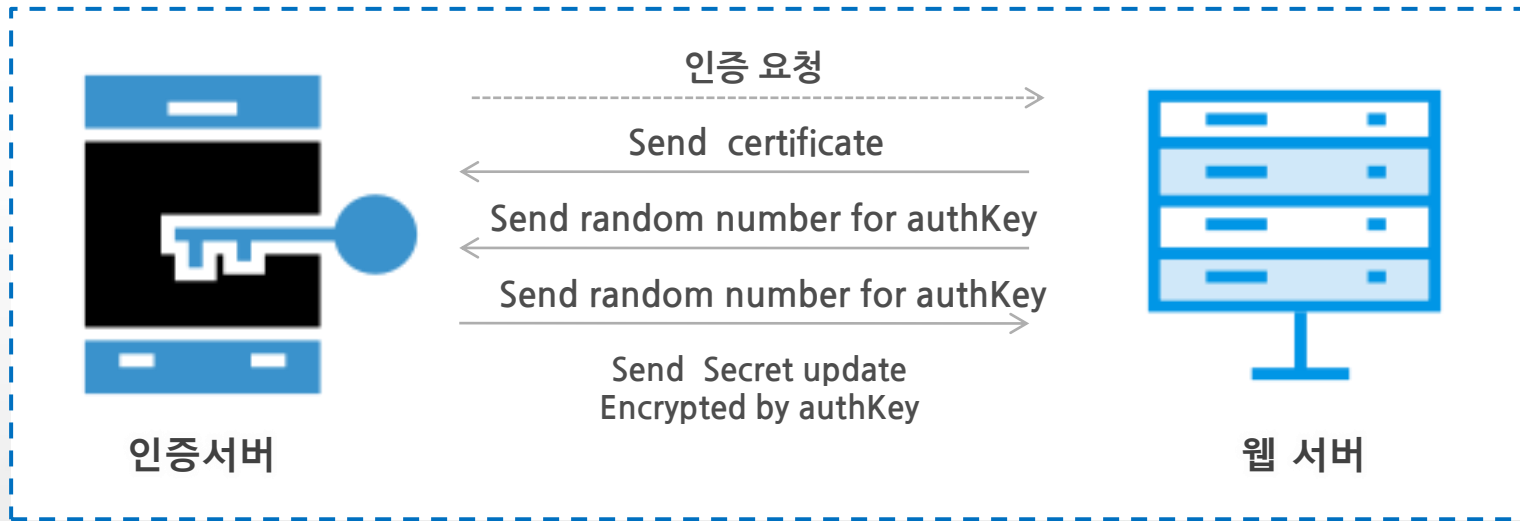 인증 요청
Send certificate
Send random number for authKey
Send random number for authKey
Send Secret update
Encrypted by authKey
인증서버
웹 서버